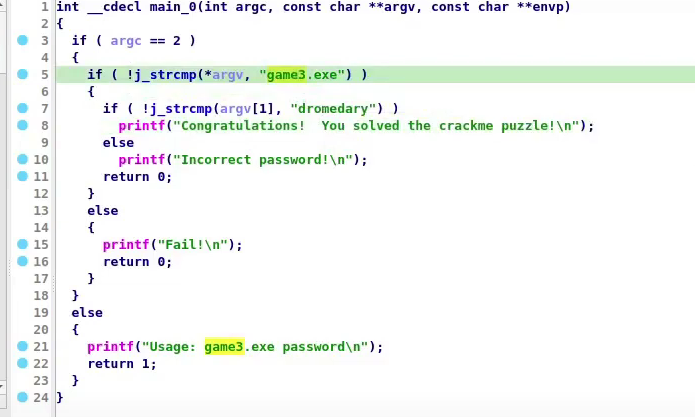 1 int __cdecl main_0(int argc, const char **argv, const char **envp)
2 {
3   if ( argc == 2 )
4   {
5     if ( !j_strcmp(*argv, "game3.exe") )
6     {
7       if ( !j_strcmp(argv[1], "dromedary") )
8         printf("Congratulations!  You solved the crackme puzzle!\n");
9       else
10         printf("Incorrect password!\n");
11       return 0;
12     }
13     else
14     {
15       printf("Fail!\n");
16       return 0;
17     }
18   }
19   else
20   {
21     printf("Usage: game3.exe password\n");
22     return 1;
23   }
24 }